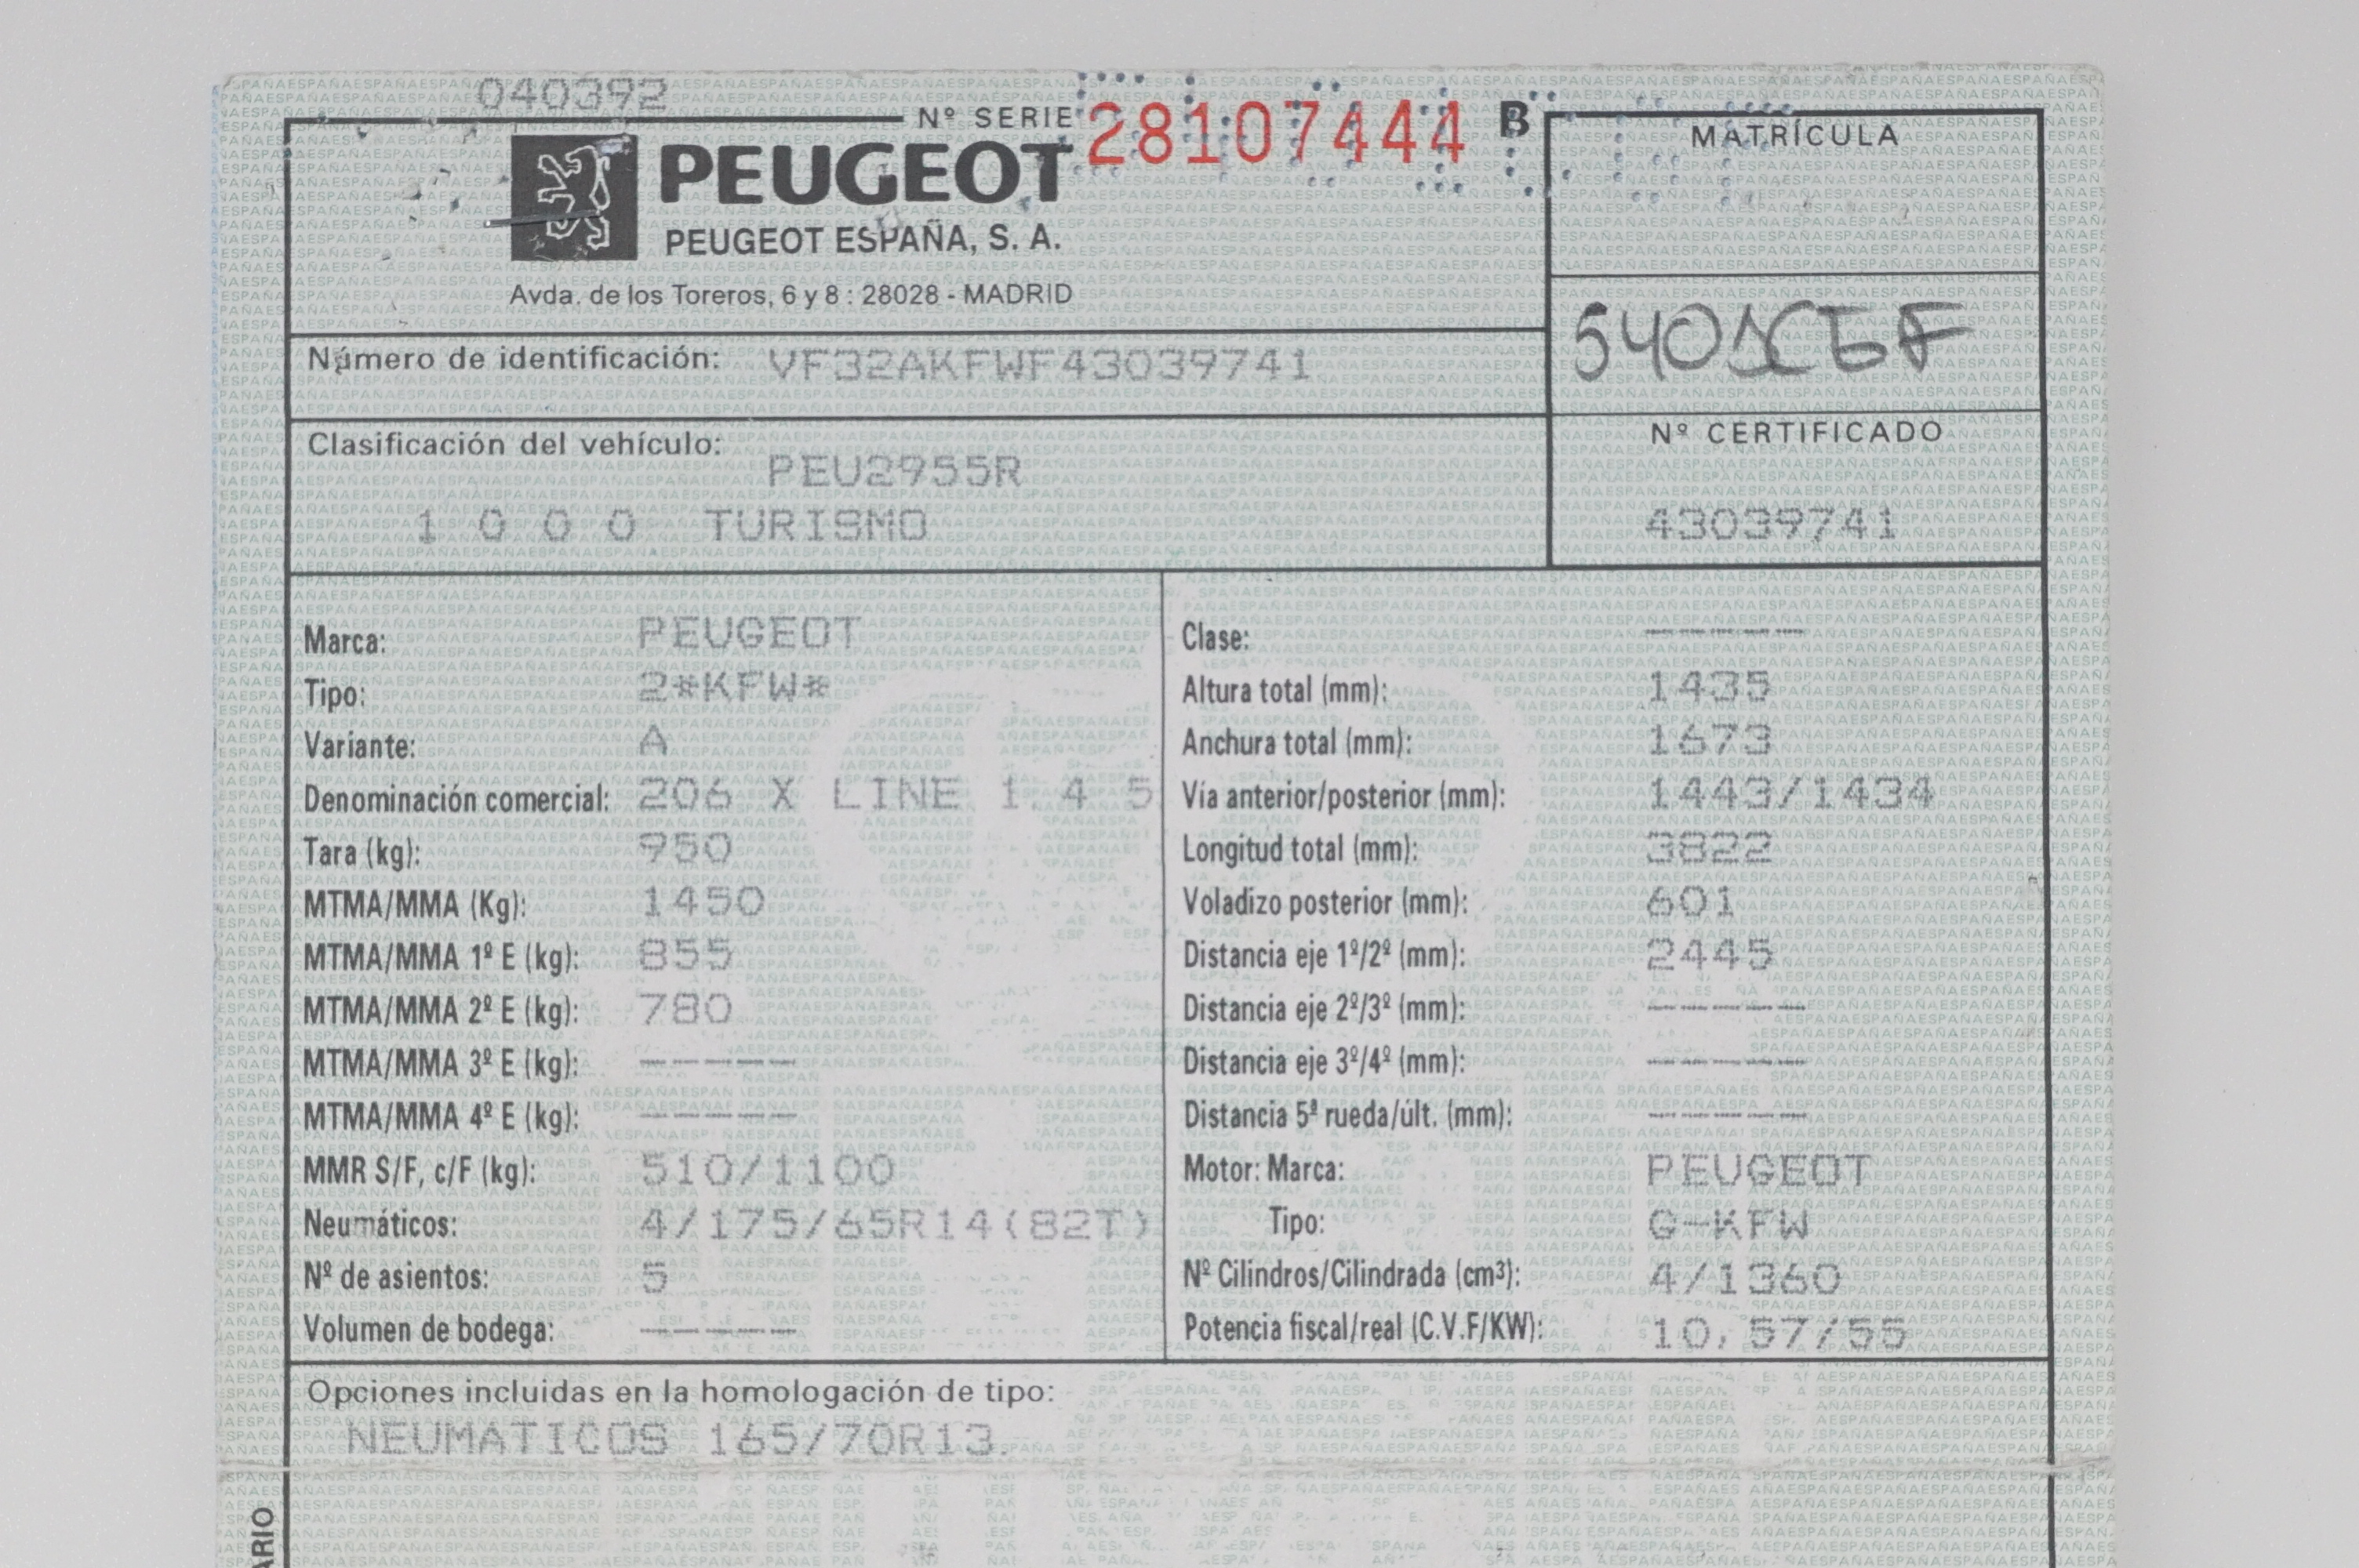 040392
Nº SERIE 28107444 B
PEUGEOT
PEUGEOT ESPAÑA, S. A.
Avda. de los Toreros, 6 y 8 : 28028 - MADRID
MATRÍCULA
Número de identificación: VF32AKFWF43039741
Clasificación del vehículo:
PEU2955R
1 0 0 0 TURISMO
Nº CERTIFICADO
43039741
Marca: PEUGEOT
Tipo: 2*KFW*
Variante: A
Denominación comercial: 206 X LINE 1.4 5
Tara (kg): 950
MTMA/MMA (Kg): 1450
MTMA/MMA 1º E (kg): 855
MTMA/MMA 2º E (kg): 780
MTMA/MMA 3º E (kg): -----
MTMA/MMA 4º E (kg): -----
MMR S/F, c/F (kg): 510/1100
Neumáticos: 4/175/65R14(82T)
Nº de asientos: 5
Volumen de bodega: -----
Clase: -----
Altura total (mm): 1435
Anchura total (mm): 1673
Vía anterior/posterior (mm): 1443/1434
Longitud total (mm): 3822
Voladizo posterior (mm): 601
Distancia eje 1º/2º (mm): 2445
Distancia eje 2º/3º (mm): -----
Distancia eje 3º/4º (mm): -----
Distancia 5ª rueda/últ. (mm): -----
Motor: Marca: PEUGEOT
Tipo: G-KFW
Nº Cilindros/Cilindrada (cm³): 4/1360
Potencia fiscal/real (C.V.F/KW): 10,57/55
Opciones incluidas en la homologación de tipo:
NEUMATICOS 165/70R13.